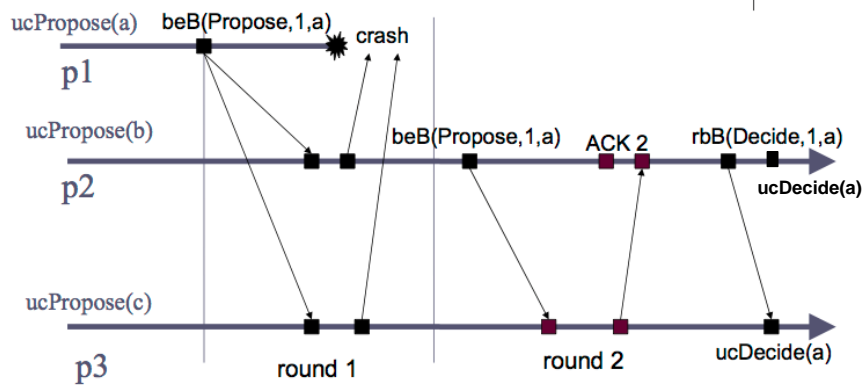 ucPropose(a)
beB(Propose,1,a)
crash
p1
ucPropose(b)
beB(Propose,1,a)
ACK 2
rbB(Decide,1,a)
p2
ucDecide(a)
ucPropose(c)
p3
round 1
round 2
ucDecide(a)